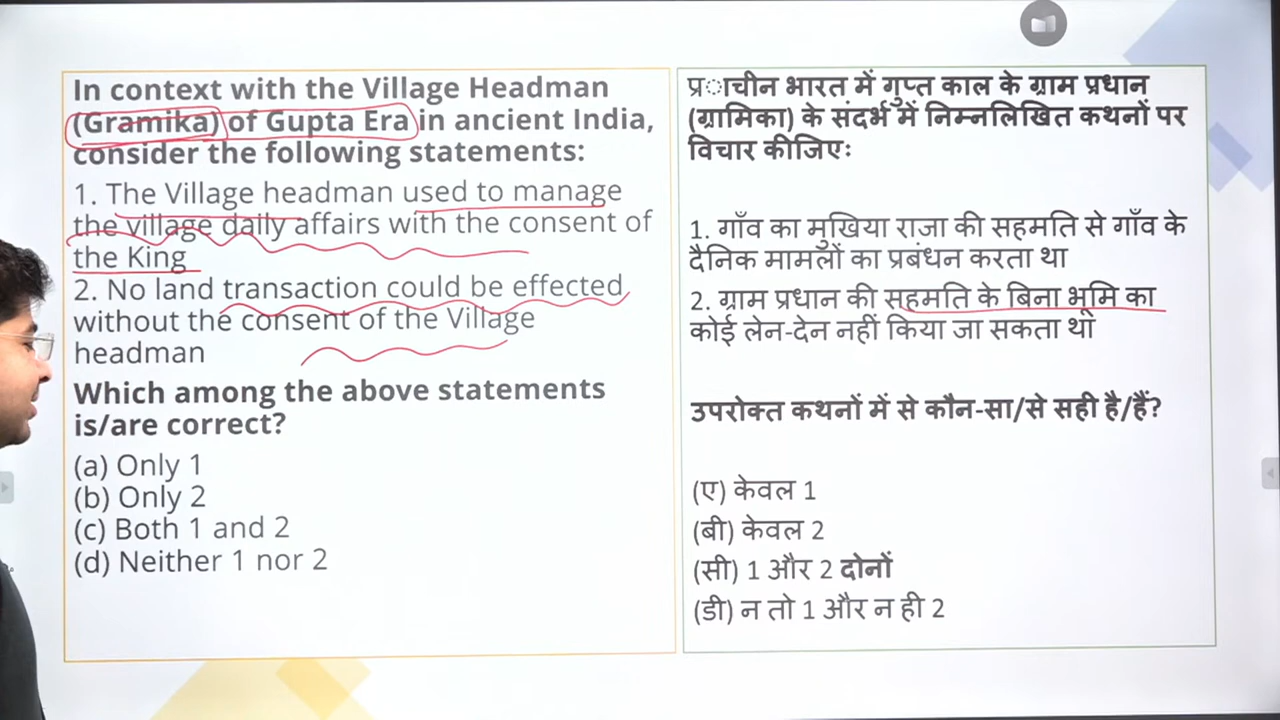 In context with the Village Headman
(Gramika) of Gupta Era in ancient India,
consider the following statements:
1. The Village headman used to manage
the village daily affairs with the consent of
the King
2. No land transaction could be effected
without the consent of the Village
headman
Which among the above statements
is/are correct?
(a) Only 1
(b) Only 2
(c) Both 1 and 2
(d) Neither 1 nor 2
प्र◌ाचीन भारत में गुप्त काल के ग्राम प्रधान
(ग्रामिका) के संदर्भ में निम्नलिखित कथनों पर
विचार कीजिएः
1. गाँव का मुखिया राजा की सहमति से गाँव के
दैनिक मामलों का प्रबंधन करता था
2. ग्राम प्रधान की सहमति के बिना भूमि का
कोई लेन-देन नहीं किया जा सकता था
उपरोक्त कथनों में से कौन-सा/से सही है/हैं?
(ए) केवल 1
(बी) केवल 2
(सी) 1 और 2 दोनों
(डी) न तो 1 और न ही 2